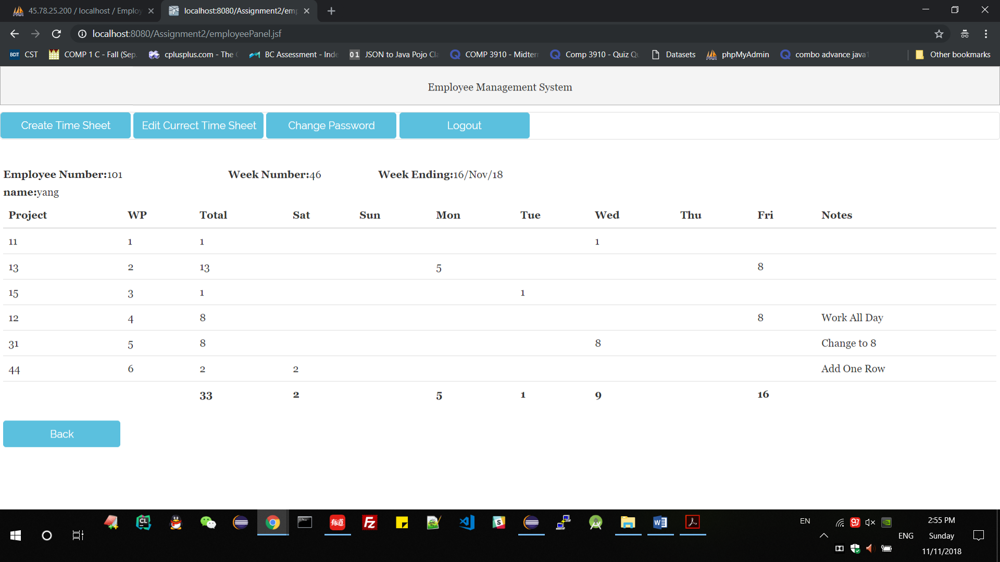 45.78.25.200 / localhost / Employ
localhost:8080/Assignment2/emp
localhost:8080/Assignment2/employeePanel.jsf
BCIT CST COMP 1 C - Fall (Sep. cplusplus.com - The C BC Assessment - Inde 01 JSON to Java Pojo Cla COMP 3910 - Midterm Comp 3910 - Quiz Qu Datasets phpMyAdmin combo advance java1 Other bookmarks
Employee Management System
Create Time Sheet Edit Currect Time Sheet Change Password Logout
Employee Number:101 Week Number:46 Week Ending:16/Nov/18
name:yang
Project WP Total Sat Sun Mon Tue Wed Thu Fri Notes
11 1 1 1
13 2 13 5 8
15 3 1 1
12 4 8 8 Work All Day
31 5 8 8 Change to 8
44 6 2 2 Add One Row
33 2 5 1 9 16
Back
EN
2:55 PM
ENG Sunday
11/11/2018